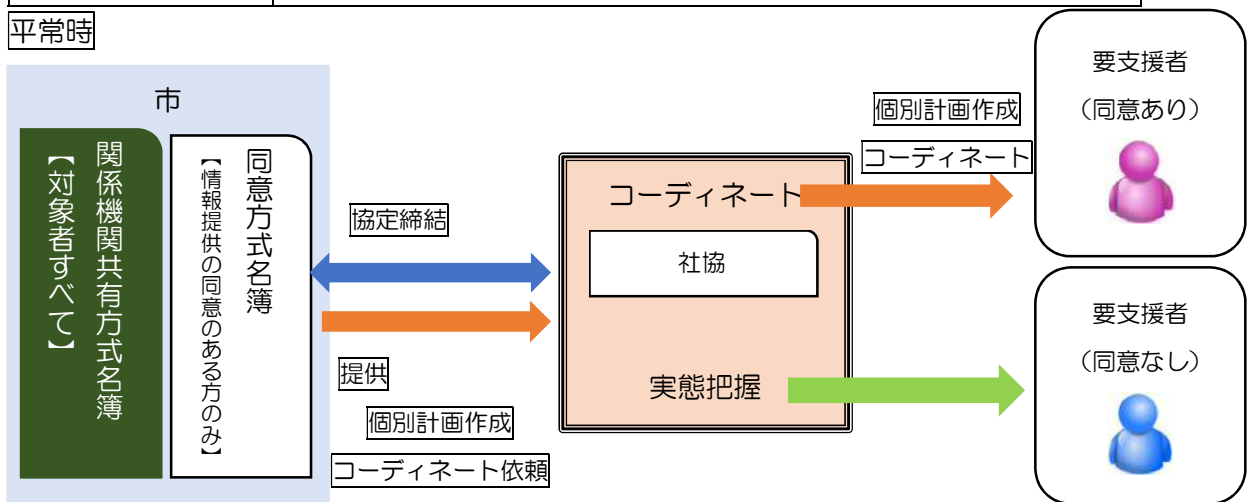 平常時
市
関係機関共有方式名簿
【対象者すべて】
同意方式名簿
【情報提供の同意のある方のみ】
協定締結
提供
個別計画作成
コーディネート依頼
コーディネート
社協
実態把握
個別計画作成
コーディネート
要支援者
（同意あり）
要支援者
（同意なし）